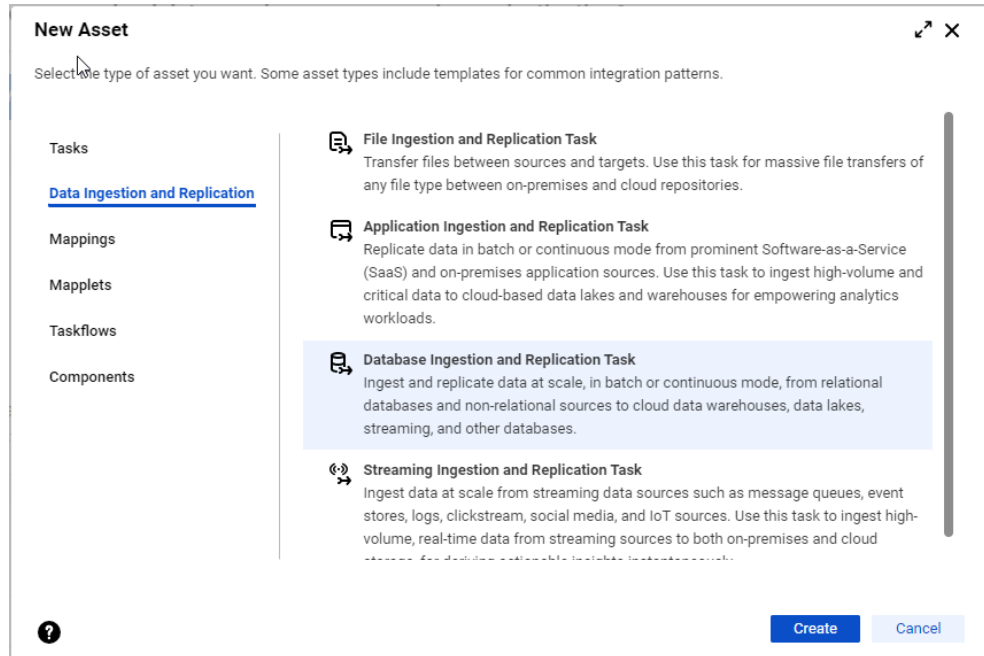 New Asset
Select the type of asset you want. Some asset types include templates for common integration patterns.
Tasks
Data Ingestion and Replication
Mappings
Mapplets
Taskflows
Components
File Ingestion and Replication Task
Transfer files between sources and targets. Use this task for massive file transfers of
any file type between on-premises and cloud repositories.
Application Ingestion and Replication Task
Replicate data in batch or continuous mode from prominent Software-as-a-Service
(SaaS) and on-premises application sources. Use this task to ingest high-volume and
critical data to cloud-based data lakes and warehouses for empowering analytics
workloads.
Database Ingestion and Replication Task
Ingest and replicate data at scale, in batch or continuous mode, from relational
databases and non-relational sources to cloud data warehouses, data lakes,
streaming, and other databases.
Streaming Ingestion and Replication Task
Ingest data at scale from streaming data sources such as message queues, event
stores, logs, clickstream, social media, and IoT sources. Use this task to ingest high-
volume, real-time data from streaming sources to both on-premises and cloud
storage, for deriving actionable insights instantaneously.
?
Create
Cancel